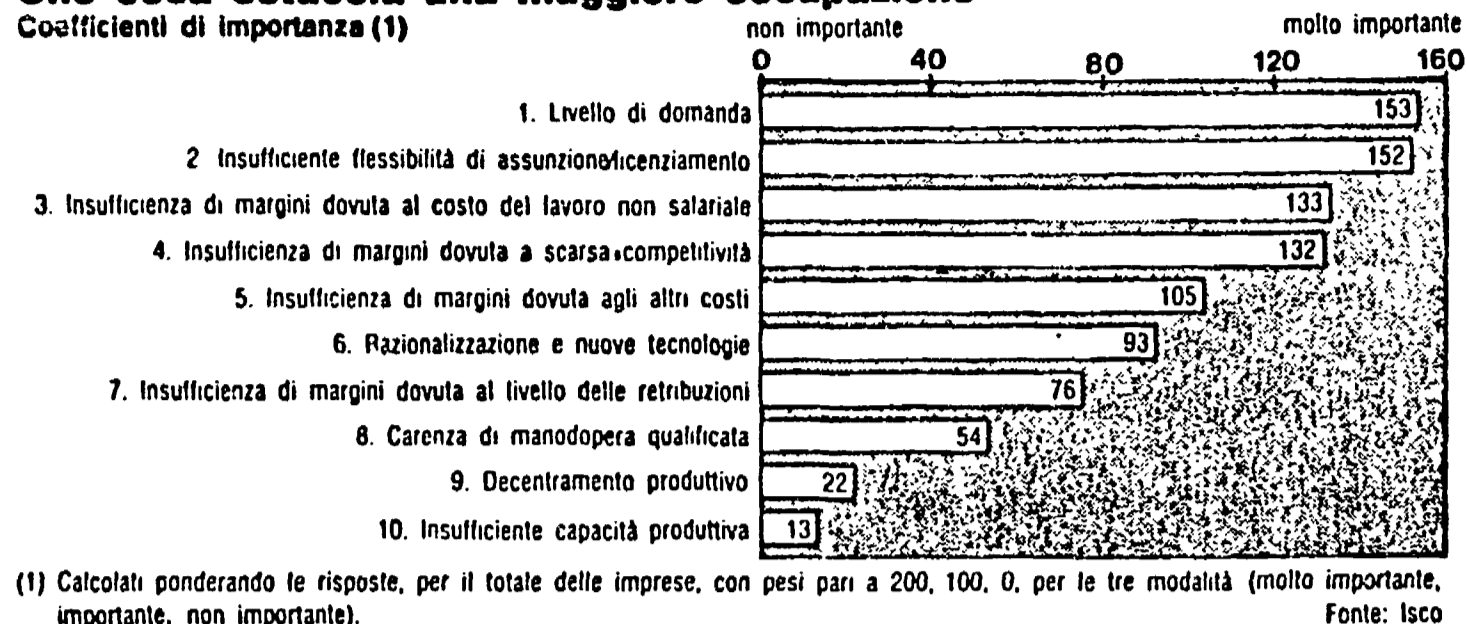 Coefficienti di importanza (1)
non importante
molto importante
0 40 80 120 160
1. Livello di domanda 153
2 Insufficiente flessibilità di assunzione/licenziamento 152
3. Insufficienza di margini dovuta al costo del lavoro non salariale 133
4. Insufficienza di margini dovuta a scarsa competitività 132
5. Insufficienza di margini dovuta agli altri costi 105
6. Razionalizzazione e nuove tecnologie 93
7. Insufficienza di margini dovuta al livello delle retribuzioni 76
8. Carenza di manodopera qualificata 54
9. Decentramento produttivo 22
10. Insufficiente capacità produttiva 13
(1) Calcolati ponderando le risposte, per il totale delle imprese, con pesi pari a 200, 100, 0, per le tre modalità (molto importante,
importante, non importante).
Fonte: Isco